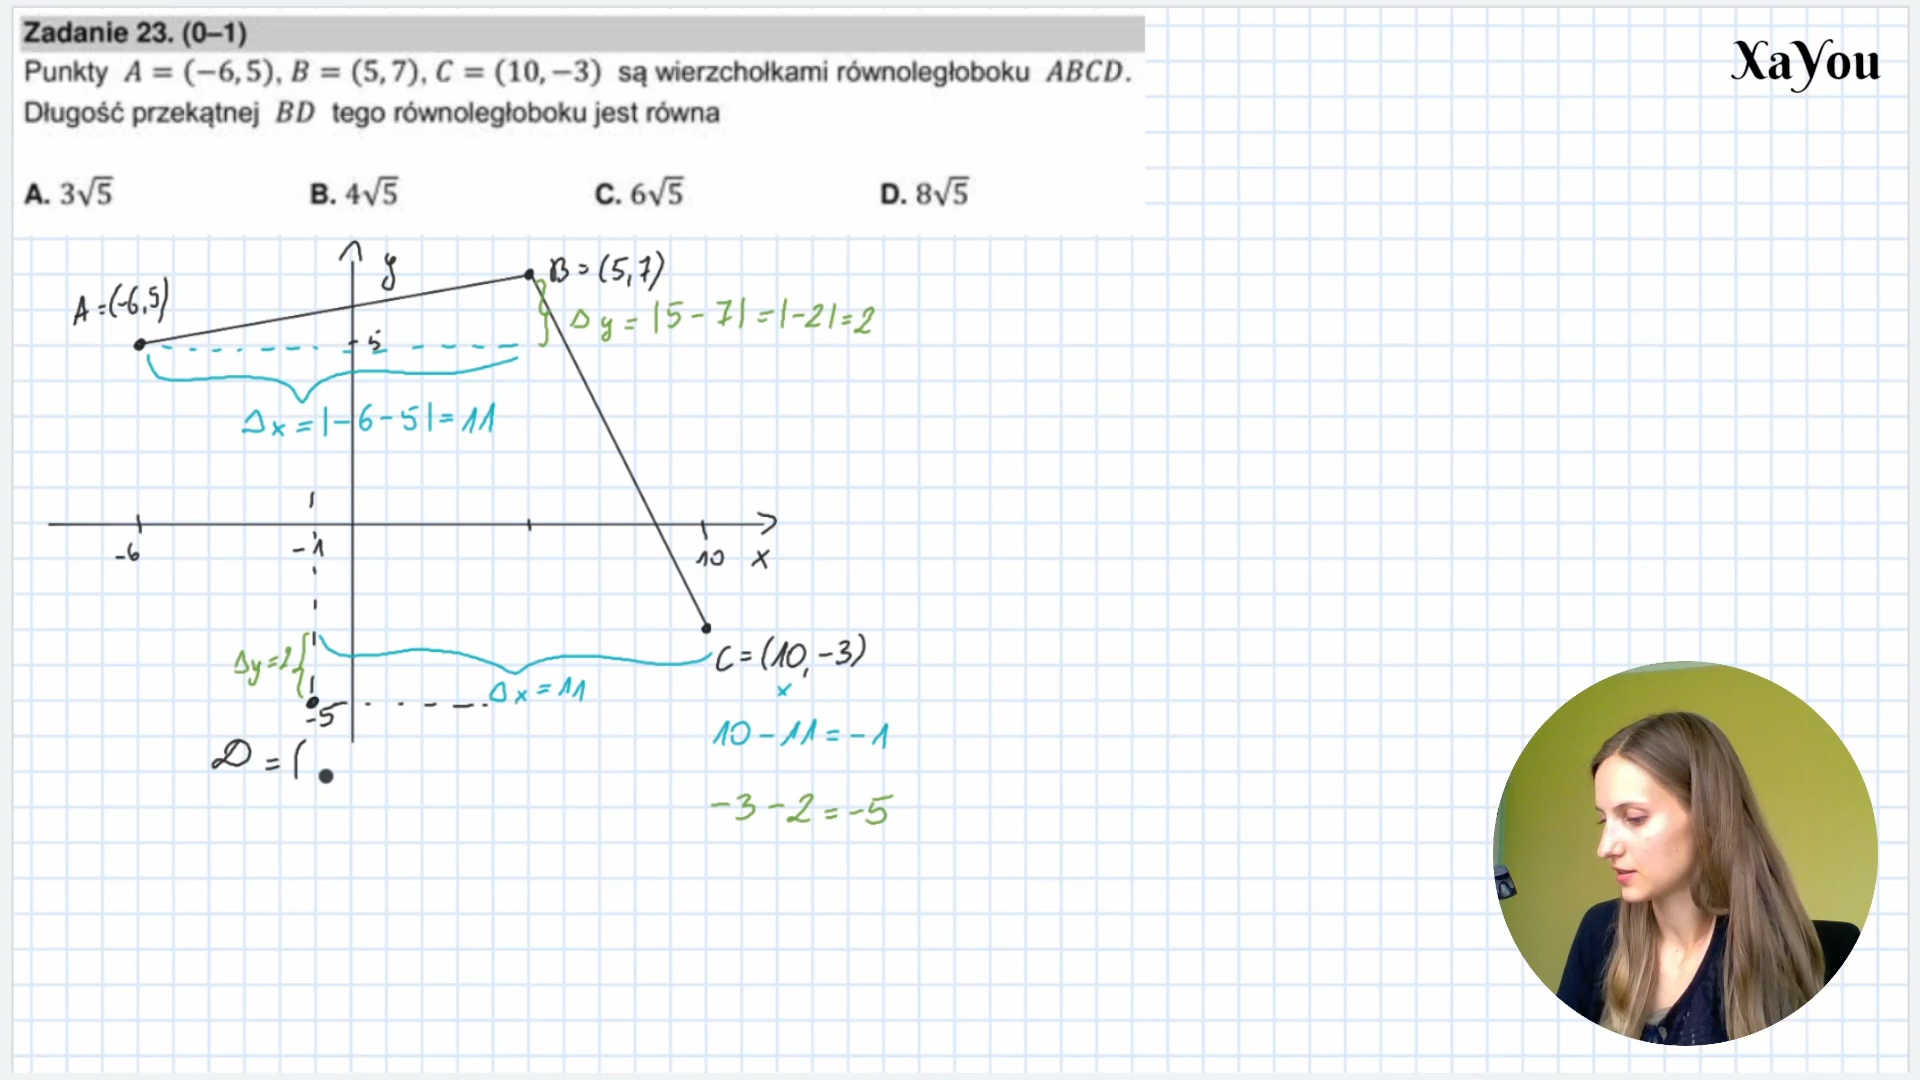 Zadanie 23. (0–1)
XaYou
Punkty A = (−6, 5), B = (5, 7), C = (10, −3) są wierzchołkami równoległoboku ABCD.
Długość przekątnej BD tego równoległoboku jest równa
A. 3√5 B. 4√5 C. 6√5 D. 8√5
y
B = (5,7)
A = (-6,5)
Δy = |5-7| = |-2| = 2
5
Δx = |-6-5| = 11
-6 -1 10 x
C = (10,-3)
Δy = 2
Δx = 11
x
-5
10 - 11 = -1
D = (
-3 - 2 = -5